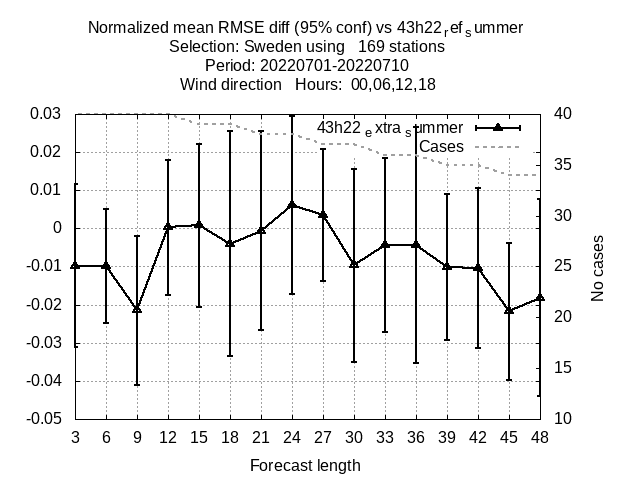 Normalized mean RMSE diff (95% conf) vs 43h22refsummer
Selection: Sweden using 169 stations
Period: 20220701-20220710
Wind direction Hours: 00,06,12,18
43h22extrasummer
Cases
0.03
0.02
0.01
0
-0.01
-0.02
-0.03
-0.04
-0.05
40
35
30
25
20
15
10
No cases
3 6 9 12 15 18 21 24 27 30 33 36 39 42 45 48
Forecast length